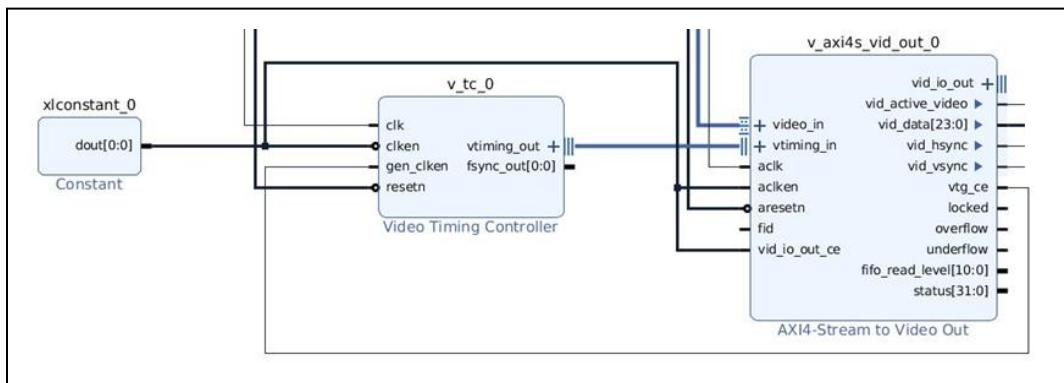 xlconstant_0
dout[0:0]
Constant
v_tc_0
clk
clken
gen_clken
resetn
vtiming_out
fsync_out[0:0]
Video Timing Controller
v_axi4s_vid_out_0
video_in
vtiming_in
aclk
aclken
aresetn
fid
vid_io_out_ce
vid_io_out
vid_active_video
vid_data[23:0]
vid_hsync
vid_vsync
vtg_ce
locked
overflow
underflow
fifo_read_level[10:0]
status[31:0]
AXI4-Stream to Video Out